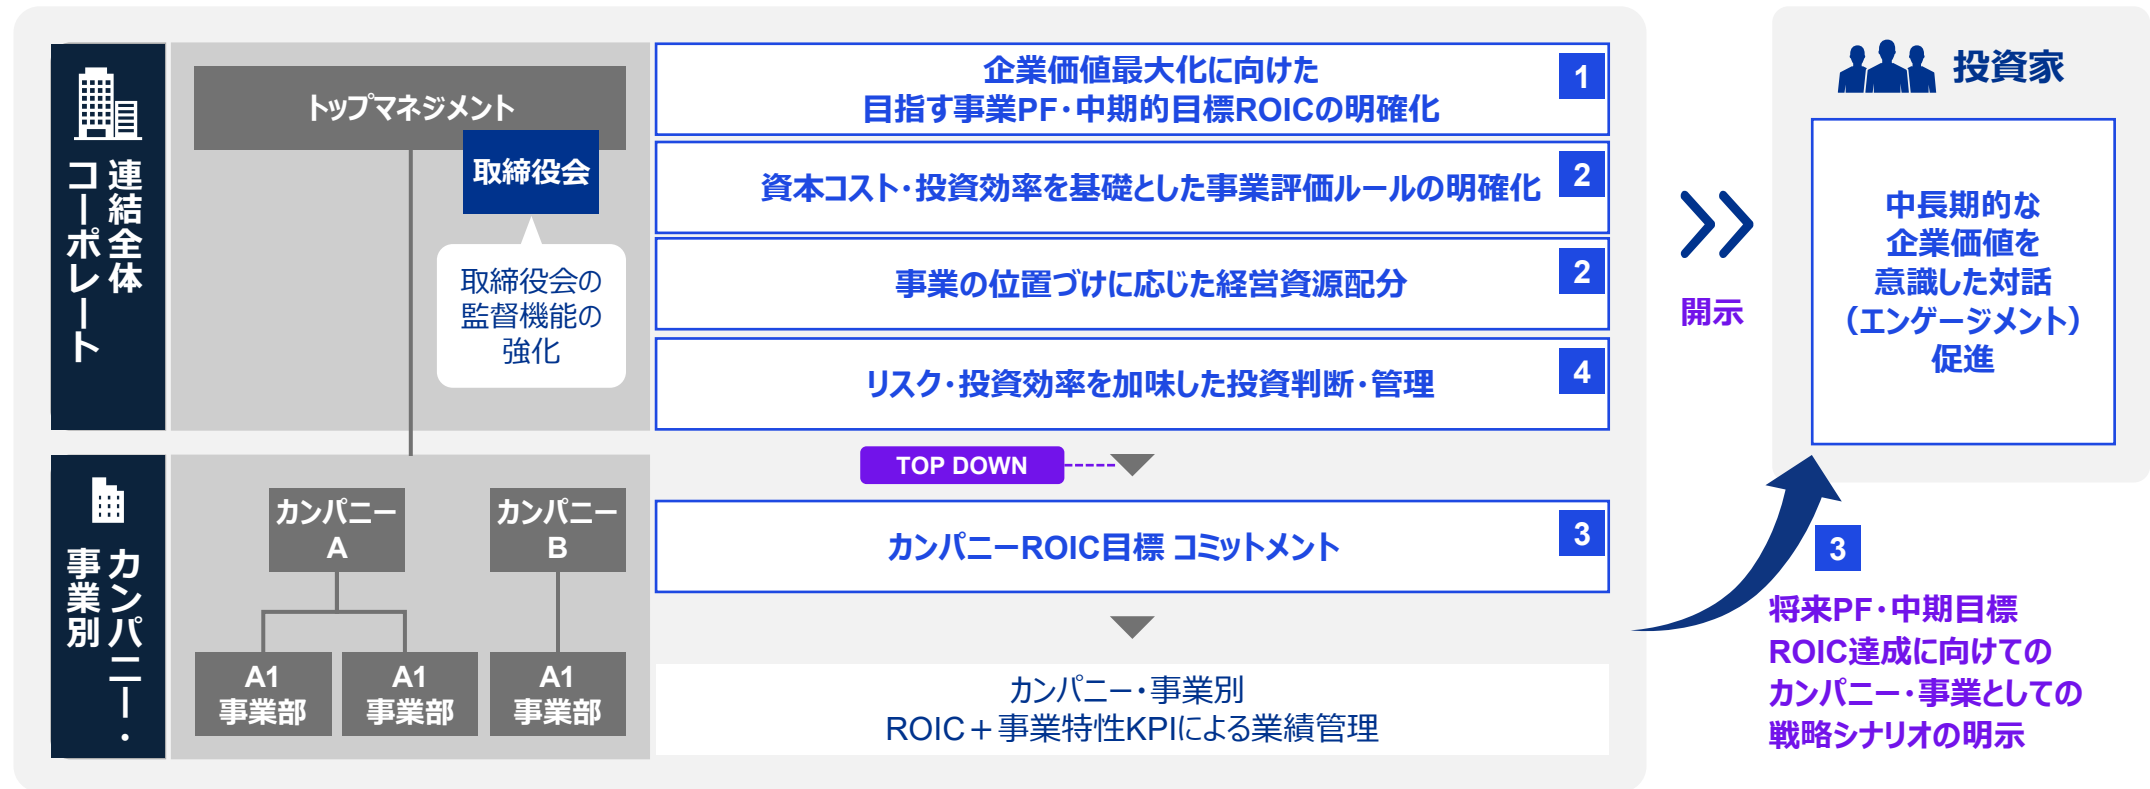 連結全体
コーポレート
トップマネジメント
取締役会
取締役会の
監督機能の
強化
企業価値最大化に向けた
目指す事業PF・中期的目標ROICの明確化
1
資本コスト・投資効率を基礎とした事業評価ルールの明確化
2
事業の位置づけに応じた経営資源配分
2
リスク・投資効率を加味した投資判断・管理
4
TOP DOWN
カンパニー・
事業別
カンパニー
A
カンパニー
B
A1
事業部
A1
事業部
A1
事業部
カンパニーROIC目標 コミットメント
3
カンパニー・事業別
ROIC＋事業特性KPIによる業績管理
開示
投資家
中長期的な
企業価値を
意識した対話
（エンゲージメント）
促進
3
将来PF・中期目標
ROIC達成に向けての
カンパニー・事業としての
戦略シナリオの明示